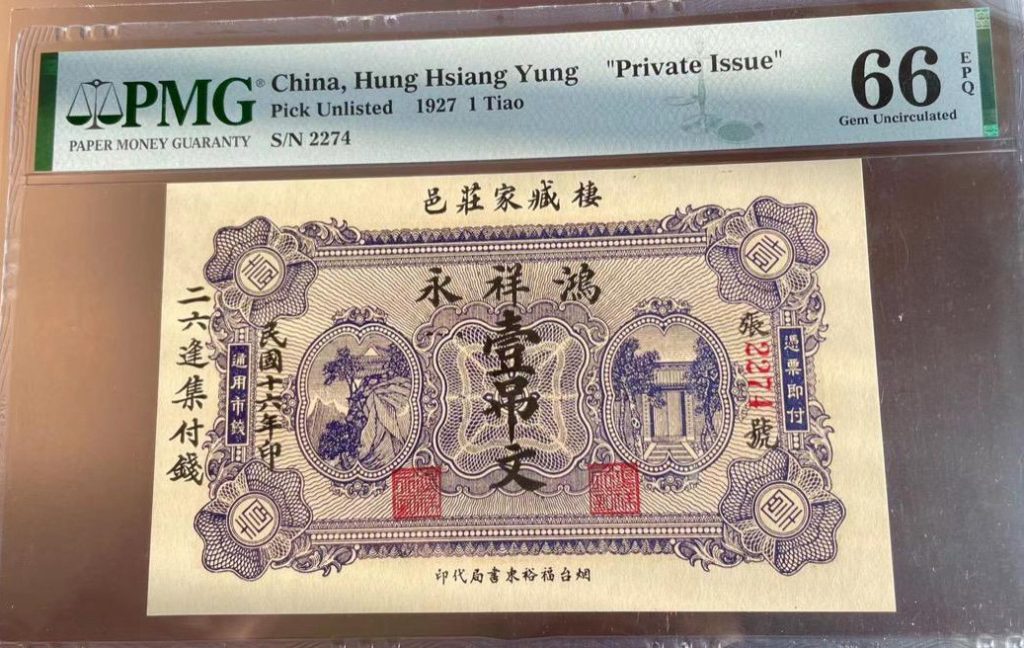 PMG®
PAPER MONEY GUARANTY
China, Hung Hsiang Yung "Private Issue"
Pick Unlisted 1927 1 Tiao
S/N 2274
66
EPQ
Gem Uncirculated
棲臧家莊邑
鴻祥永
壹吊文
憑票即付
張2274號
民國十六年印
通用市錢
二六逢集付錢
烟台福裕東書局代印